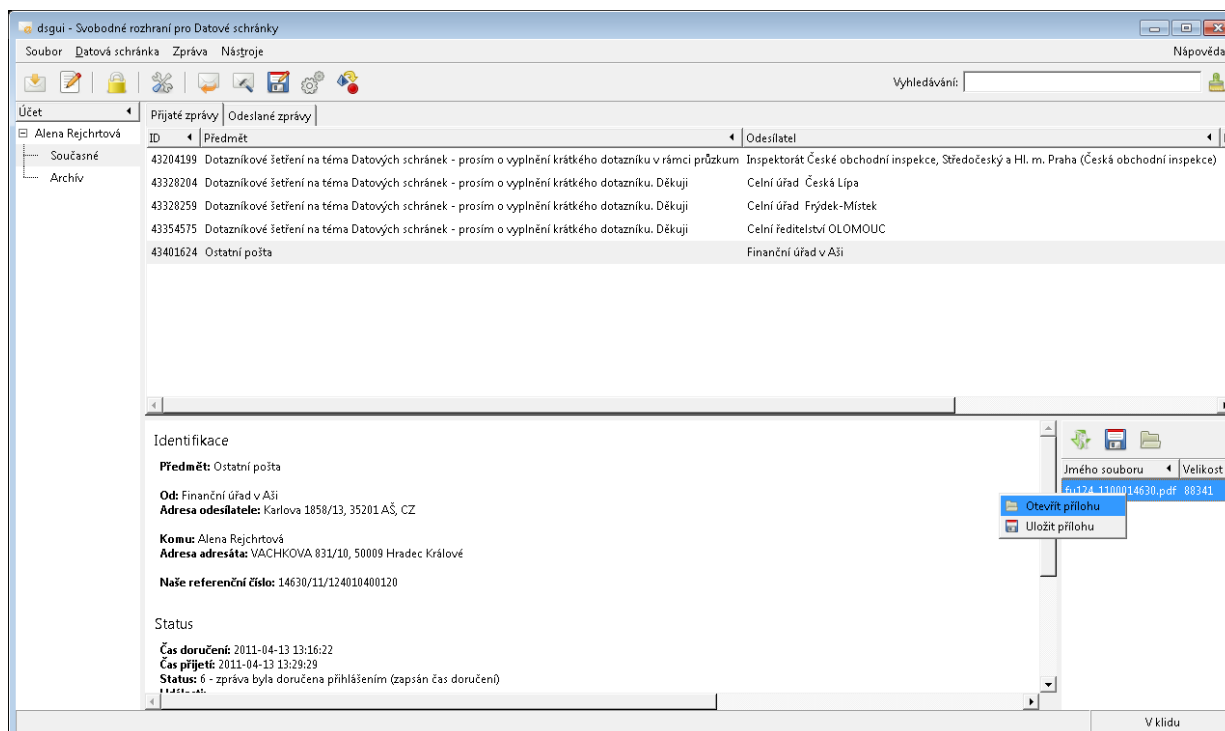 dsgui - Svobodné rozhraní pro Datové schránky
Soubor Datová schránka Zpráva Nástroje Nápověda
Vyhledávání:
Účet Přijaté zprávy Odeslané zprávy
Alena Rejchrtová ID Předmět Odesílatel
Současné 43204199 Dotazníkové šetření na téma Datových schránek - prosím o vyplnění krátkého dotazníku v rámci průzkum Inspektorát České obchodní inspekce, Středočeský a Hl. m. Praha (Česká obchodní inspekce)
Archív 43328204 Dotazníkové šetření na téma Datových schránek - prosím o vyplnění krátkého dotazníku. Děkuji Celní úřad Česká Lípa
43328259 Dotazníkové šetření na téma Datových schránek - prosím o vyplnění krátkého dotazníku. Děkuji Celní úřad Frýdek-Místek
43354575 Dotazníkové šetření na téma Datových schránek - prosím o vyplnění krátkého dotazníku. Děkuji Celní ředitelství OLOMOUC
43401624 Ostatní pošta Finanční úřad v Aši
Identifikace
Předmět: Ostatní pošta
Od: Finanční úřad v Aši
Adresa odesílatele: Karlova 1858/13, 35201 AŠ, CZ
Komu: Alena Rejchrtová
Adresa adresáta: VACHKOVA 831/10, 50009 Hradec Králové
Naše referenční číslo: 14630/11/124010400120
Status
Čas doručení: 2011-04-13 13:16:22
Čas přijetí: 2011-04-13 13:29:29
Status: 6 - zpráva byla doručena přihlášením (zapsán čas doručení)
Jmého souboru Velikost
fu124_1100014630.pdf 88341
Otevřít přílohu
Uložit přílohu
V klidu